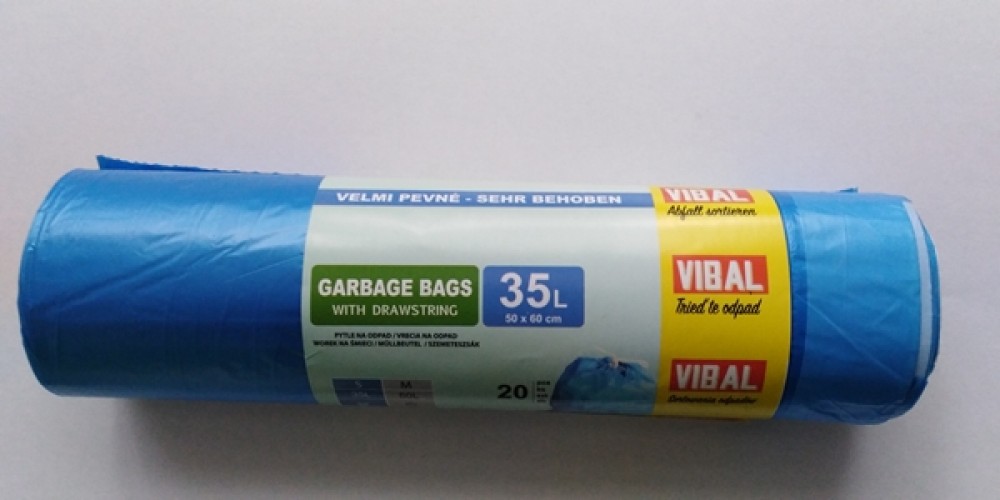 VELMI PEVNÉ - SEHR BEHOBEN
VIBAL
Abfall sortieren
GARBAGE BAGS
WITH DRAWSTRING
35L
50 x 60 cm
VIBAL
Tried'te odpad
PYTLE NA ODPAD / VRECIA NA ODPAD
WOREK NA ŚMIECI / MÜLLBEUTEL / SZEMETESZSÁK
S
M
60L
20
VIBAL